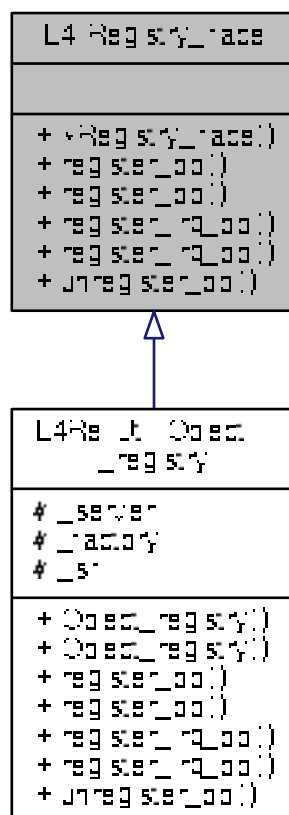 L4::Registry_iface
+ ~Registry_iface()
+ register_obj()
+ register_obj()
+ register_irq_obj()
+ register_irq_obj()
+ unregister_obj()
L4Re::Util::Object
_registry
# _server
# _factory
#
+ Object_registry()
+ Object_registry()
+ register_obj()
+ register_obj()
+ register_irq_obj()
+ register_irq_obj()
+ unregister_obj()